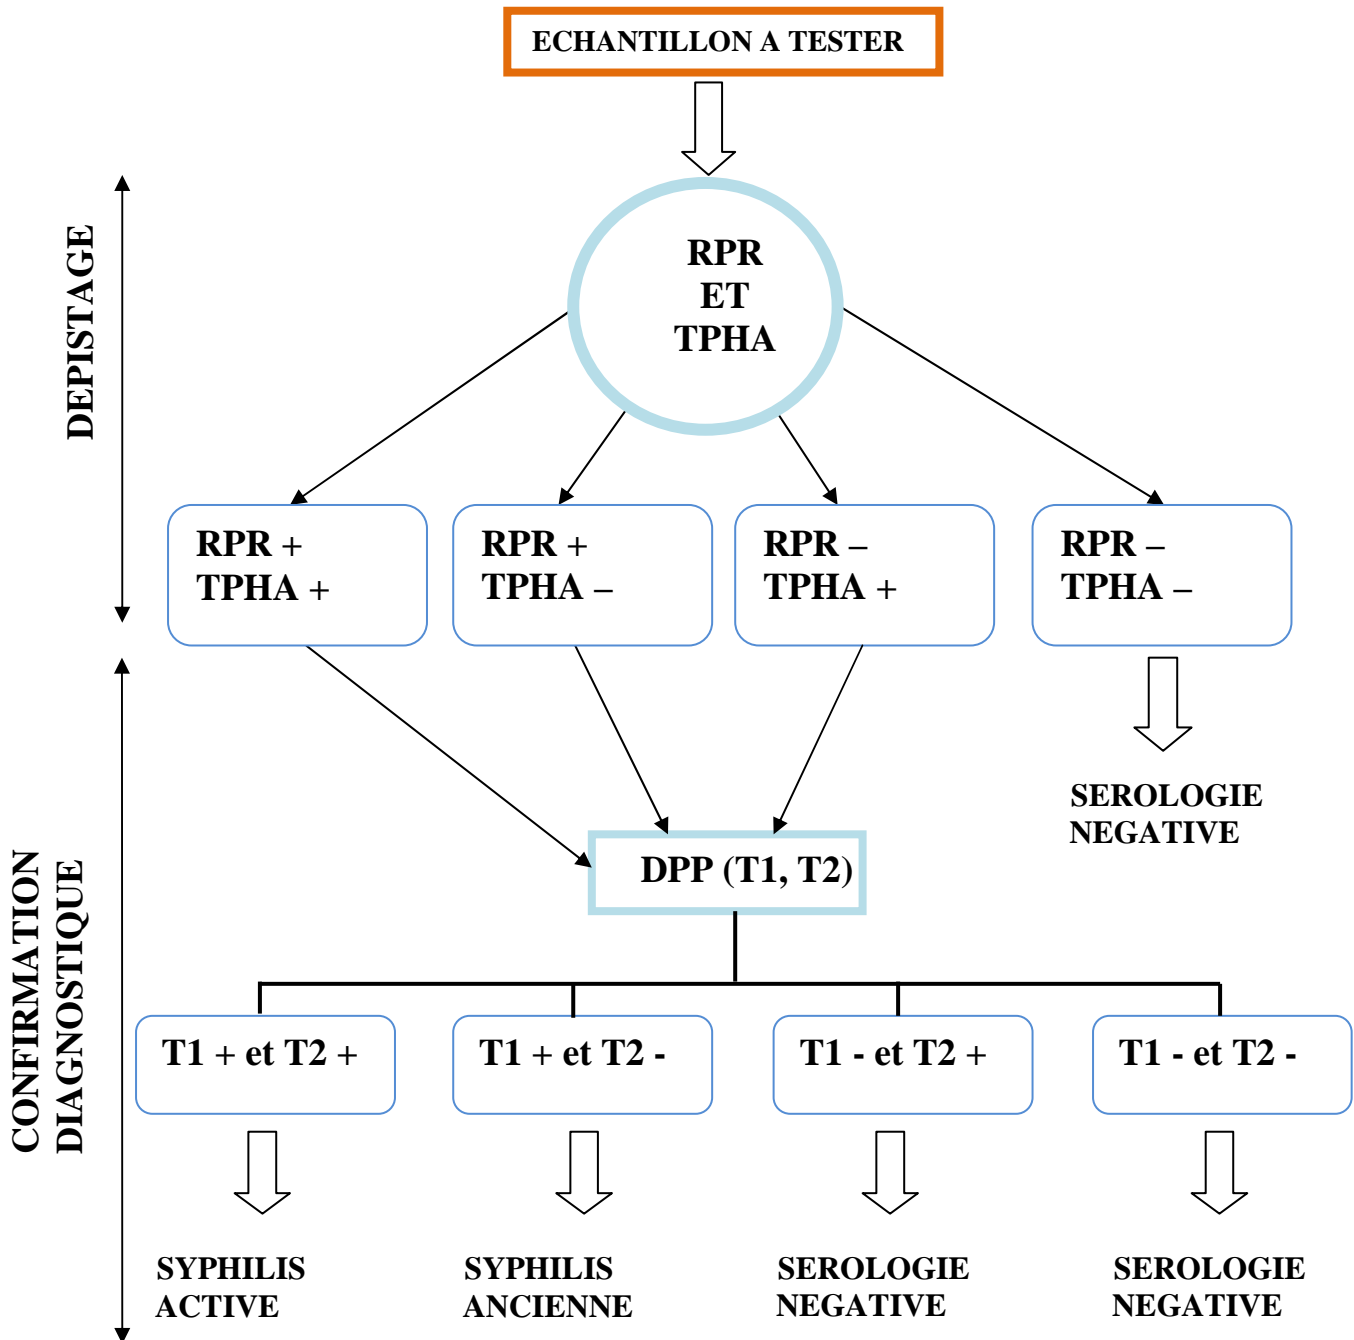 ECHANTILLON A TESTER
DEPISTAGE
RPR
ET
TPHA
RPR +
TPHA +
RPR +
TPHA –
RPR –
TPHA +
RPR –
TPHA –
SEROLOGIE
NEGATIVE
CONFIRMATION
DIAGNOSTIQUE
DPP (T1, T2)
T1 + et T2 +
T1 + et T2 -
T1 - et T2 +
T1 - et T2 -
SYPHILIS
ACTIVE
SYPHILIS
ANCIENNE
SEROLOGIE
NEGATIVE
SEROLOGIE
NEGATIVE